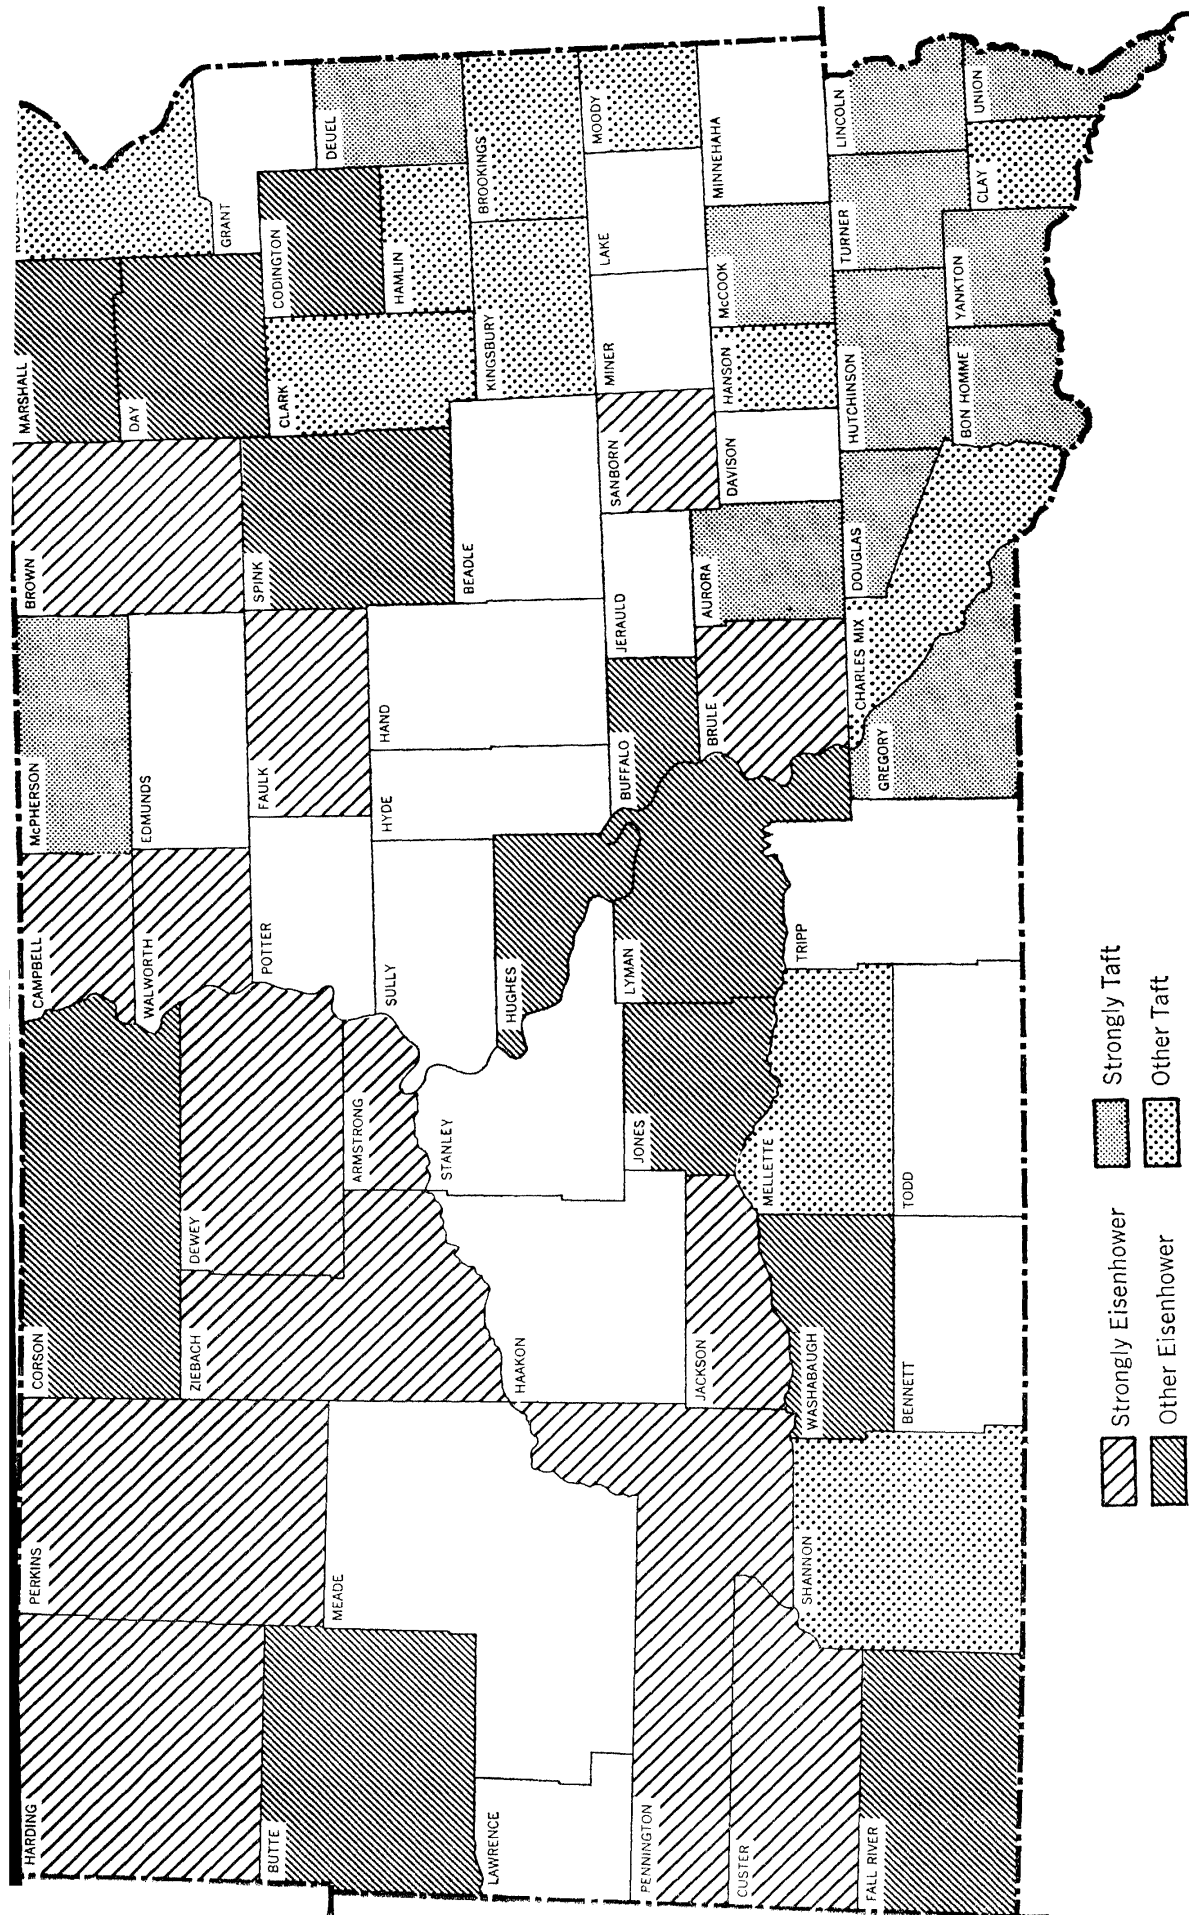 HARDING
PERKINS
CORSON
CAMPBELL
McPHERSON
BROWN
MARSHALL
DAY
WALWORTH
EDMUNDS
DEWEY
ZIEBACH
GRANT
BUTTE
POTTER
FAULK
SPINK
CLARK
CODINGTON
DEUEL
MEADE
ARMSTRONG
SULLY
HYDE
HAND
HAMLIN
STANLEY
BEADLE
KINGSBURY
BROOKINGS
LAWRENCE
HAAKON
HUGHES
BUFFALO
JERAULD
SANBORN
MINER
LAKE
MOODY
PENNINGTON
JONES
LYMAN
JACKSON
BRULE
AURORA
DAVISON
HANSON
McCOOK
MINNEHAHA
CUSTER
MELLETTE
TRIPP
SHANNON
WASHABAUGH
CHARLES MIX
DOUGLAS
HUTCHINSON
TURNER
LINCOLN
FALL RIVER
BENNETT
TODD
GREGORY
BON HOMME
YANKTON
CLAY
UNION
Strongly Eisenhower
Strongly Taft
Other Eisenhower
Other Taft